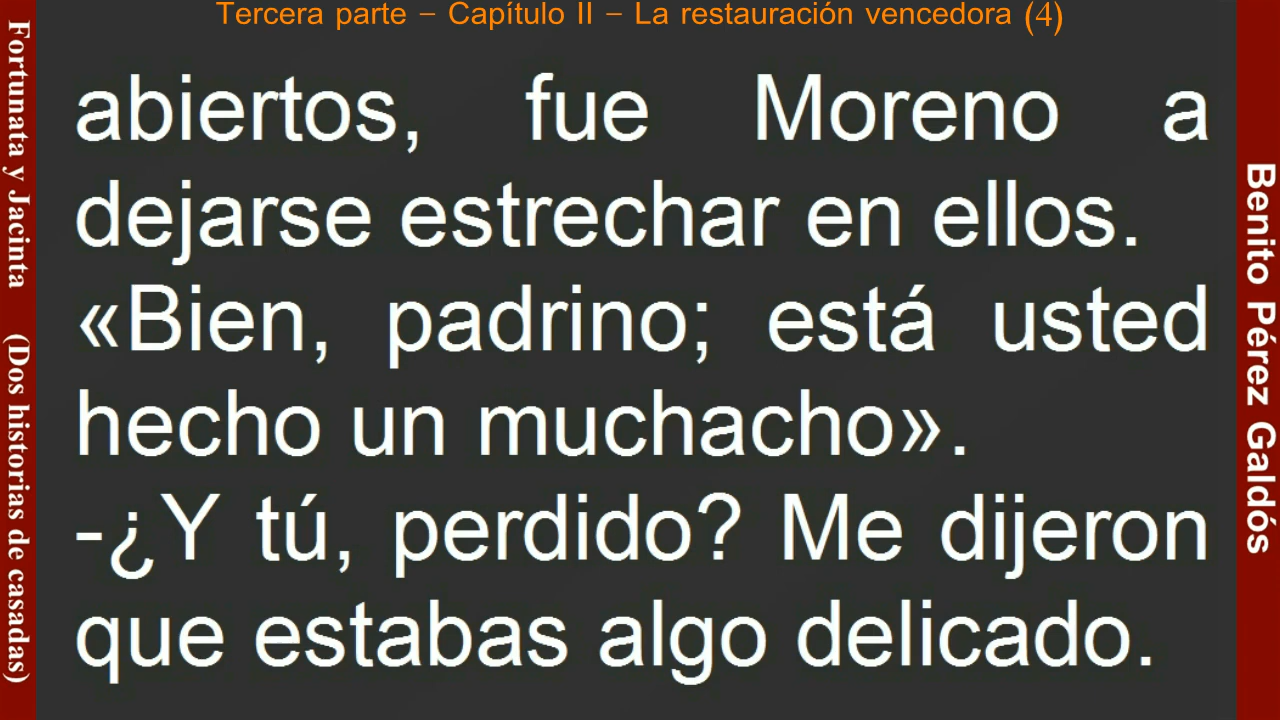 Tercera parte – Capítulo II – La restauración vencedora (4)
abiertos, fue Moreno a
dejarse estrechar en ellos.
«Bien, padrino; está usted
hecho un muchacho».
-¿Y tú, perdido? Me dijeron
que estabas algo delicado.
Fortunata y Jacinta (Dos historias de casadas)
Benito Pérez Galdós